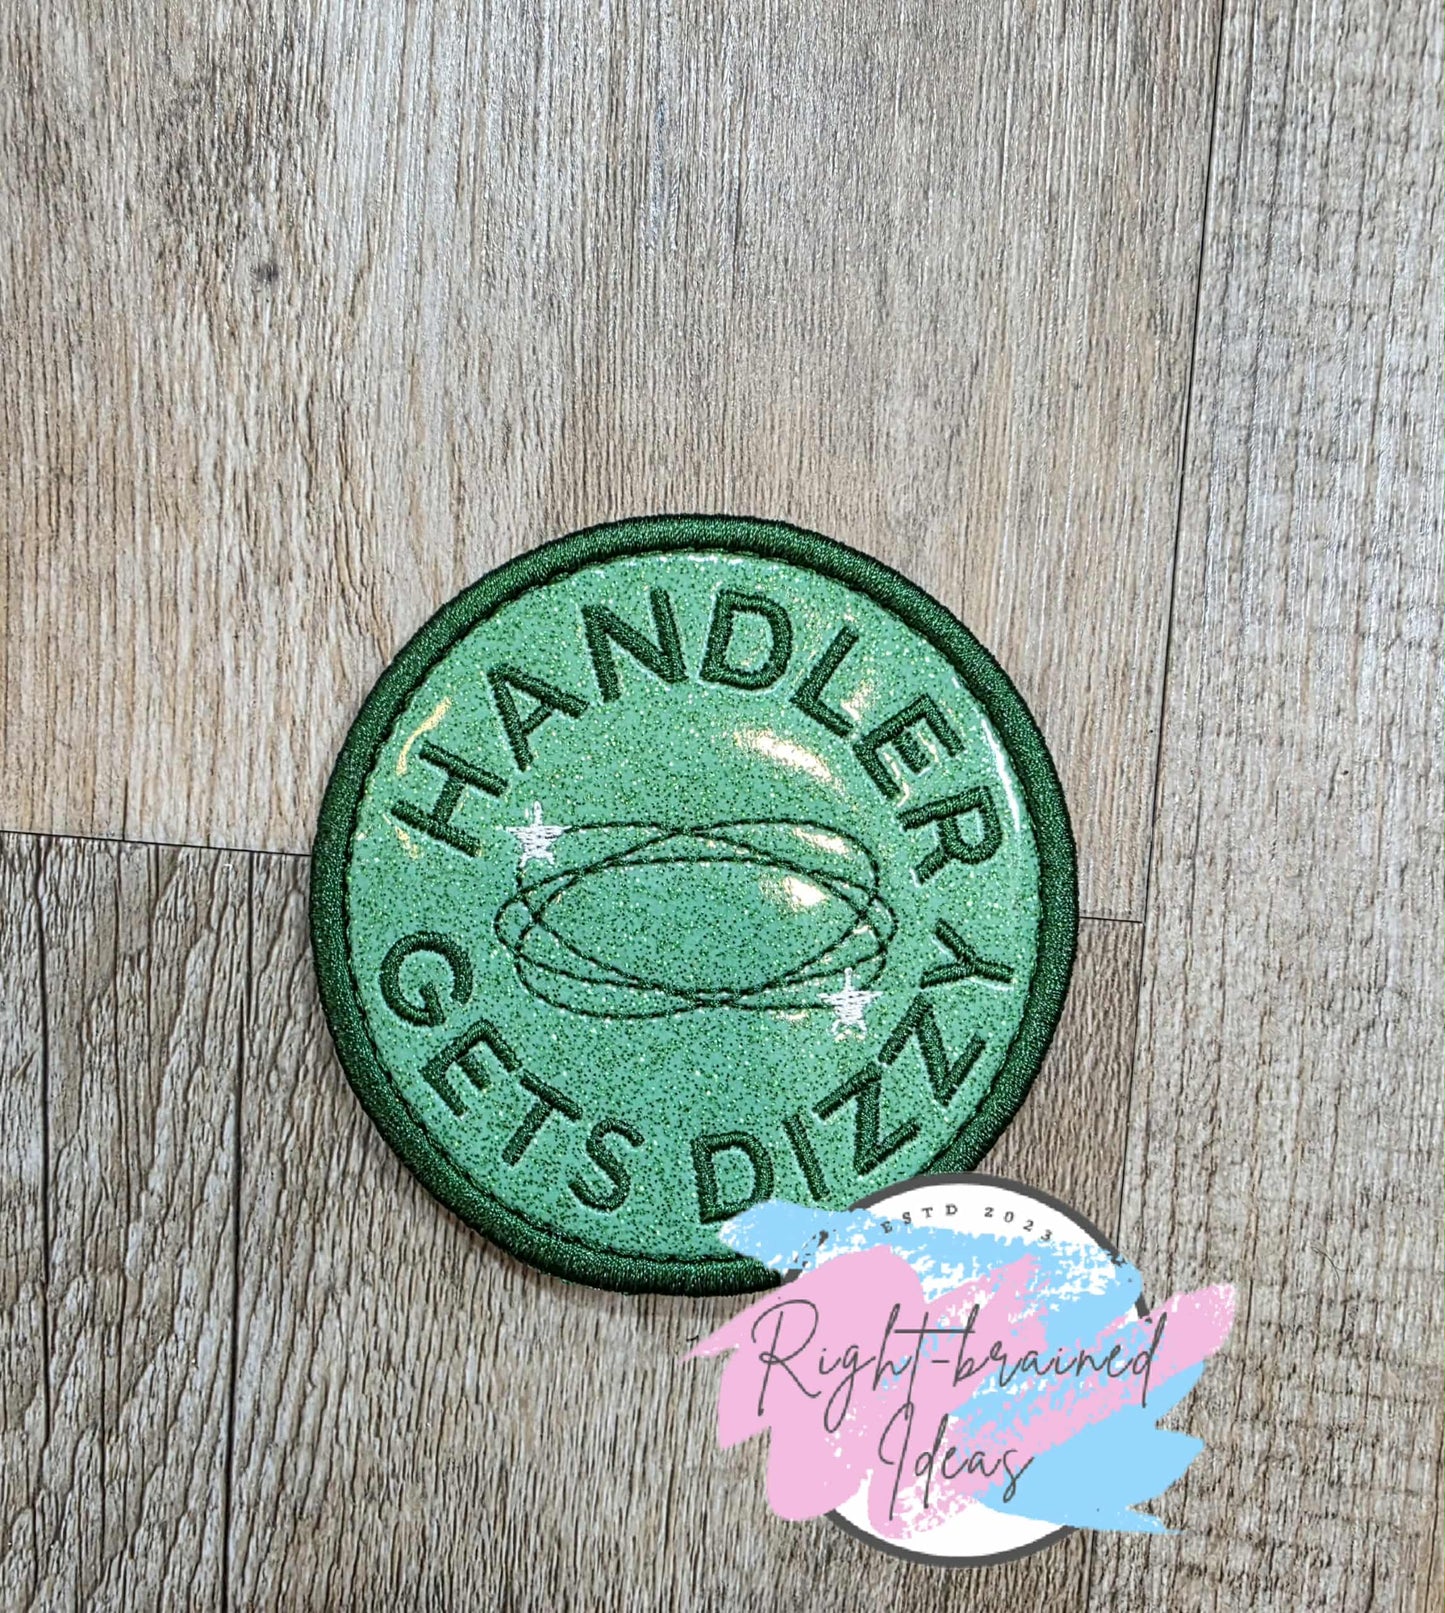 HANDLER
GETS DIZZY
ESTD 2023
Right-brained
Ideas